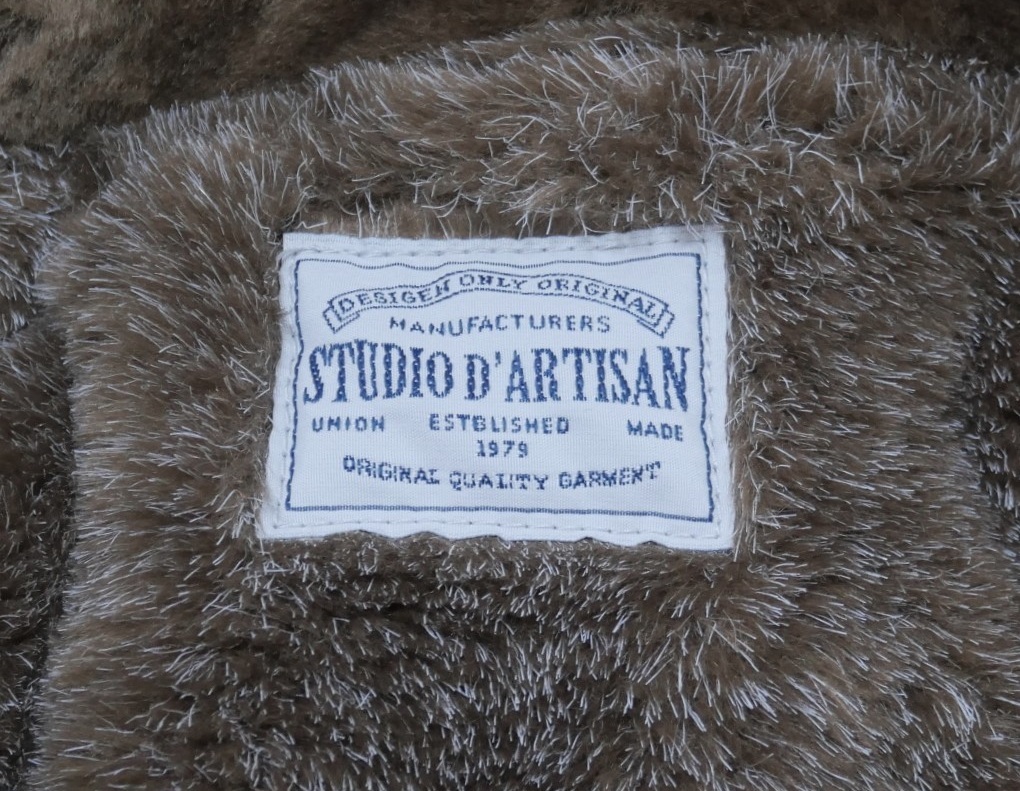 DESIGEN ONLY ORIGINAL
MANUFACTURERS
STUDIO D'ARTISAN
UNION ESTBLISHED MADE
1979
ORIGINAL QUALITY GARMENT